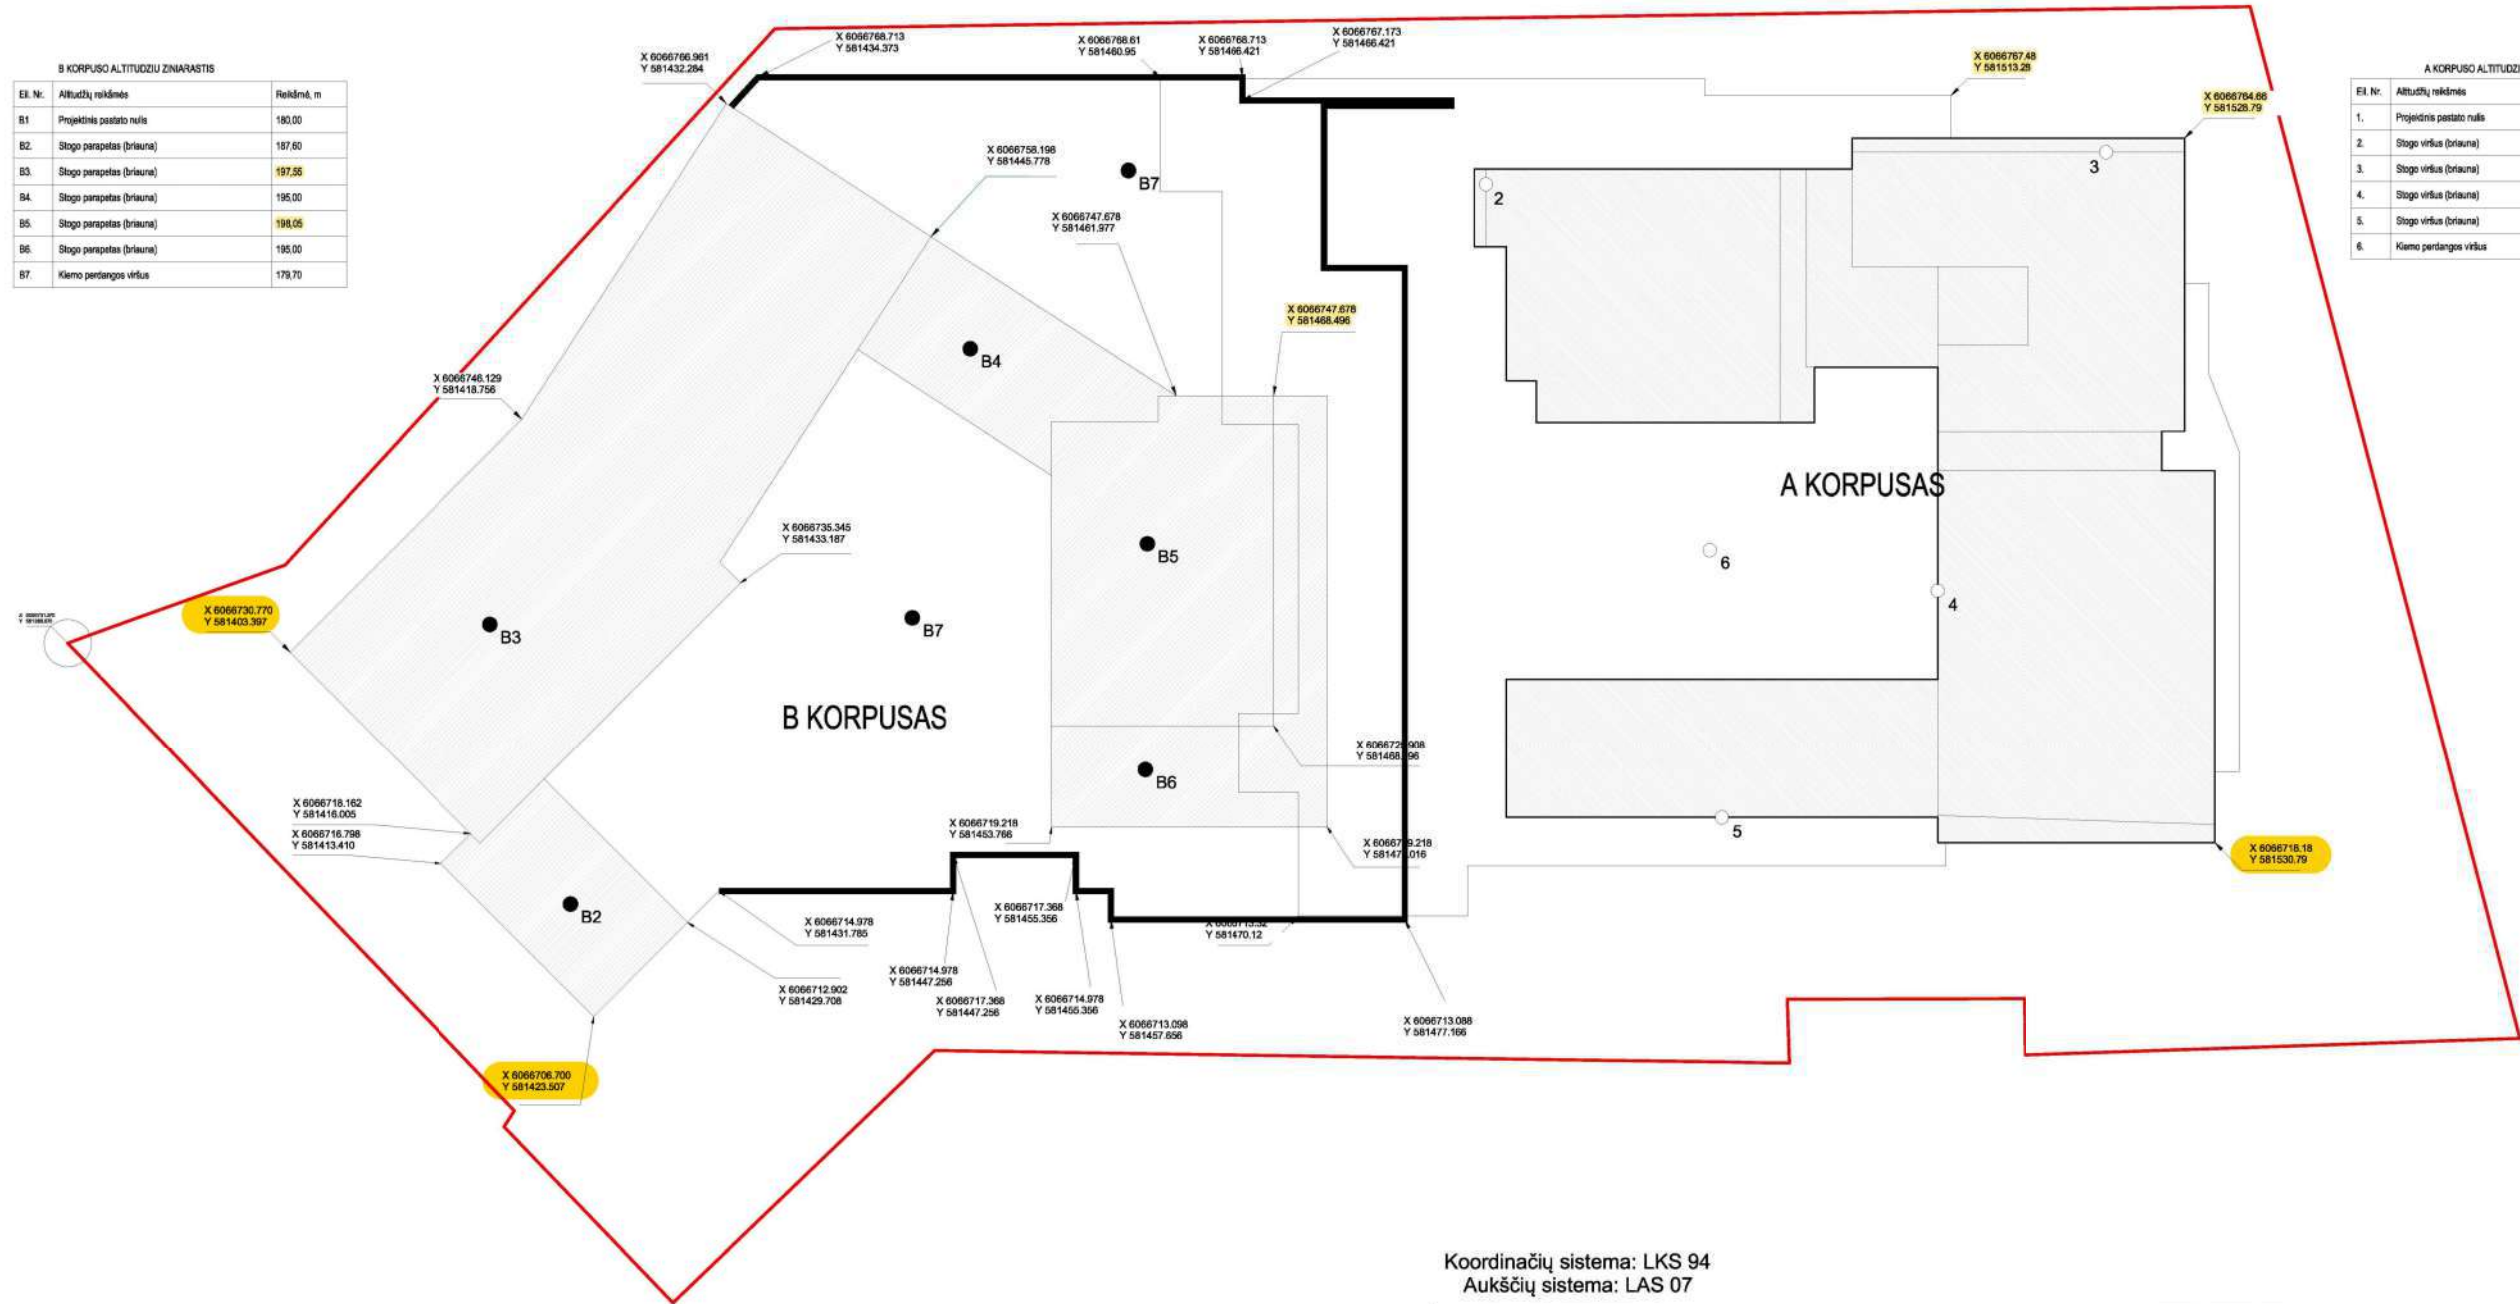 B KORPUSO ALTITUDZIU ZINIARASTIS
Eil. Nr. Altitudžių reikšmės Reikšmė, m
B1 Projektinis pastato nulis 180,00
B2. Stogo parapetas (briauna) 187,60
B3. Stogo parapetas (briauna) 197,55
B4. Stogo parapetas (briauna) 195,00
B5. Stogo parapetas (briauna) 198,05
B6. Stogo parapetas (briauna) 195,00
B7. Kiemo perdangos viršus 179,70
A KORPUSO ALTITUDZI
Eil. Nr. Altitudžių reikšmės
1. Projektinis pastato nulis
2. Stogo viršus (briauna)
3. Stogo viršus (briauna)
4. Stogo viršus (briauna)
5. Stogo viršus (briauna)
6. Kiemo perdangos viršus
X 6066766.961
Y 581432.284
X 6066768.713
Y 581434.373
X 6066768.61
Y 581460.95
X 6066768.713
Y 581466.421
X 6066767.173
Y 581466.421
X 6066767.48
Y 581513.28
X 6066764.66
Y 581528.79
X 6066758.198
Y 581445.778
B7
X 6066747.678
Y 581461.977
2
3
X 6066747.678
Y 581468.496
B4
X 6066746.129
Y 581418.756
A KORPUSAS
X 6066735.345
Y 581433.187
B5
6
4
X 6066730.770
Y 581403.397
B3
B7
B KORPUSAS
Y 581468.
B6
X 6066718.162
Y 581416.005
X 6066716.798
Y 581413.410
X 6066719.218
Y 581453.766
5
X 6066718.18
Y 581530.79
B2
X 6066714.978
Y 581431.785
X 6066717.368
Y 581455.356
Y 581470.12
X 6066714.978
Y 581447.256
X 6066712.902
Y 581429.708
X 6066717.368
Y 581447.256
X 6066714.978
Y 581455.356
X 6066713.098
Y 581457.656
X 6066713.088
Y 581477.166
X 6066706.700
Y 581423.507
Koordinačių sistema: LKS 94
Aukščių sistema: LAS 07